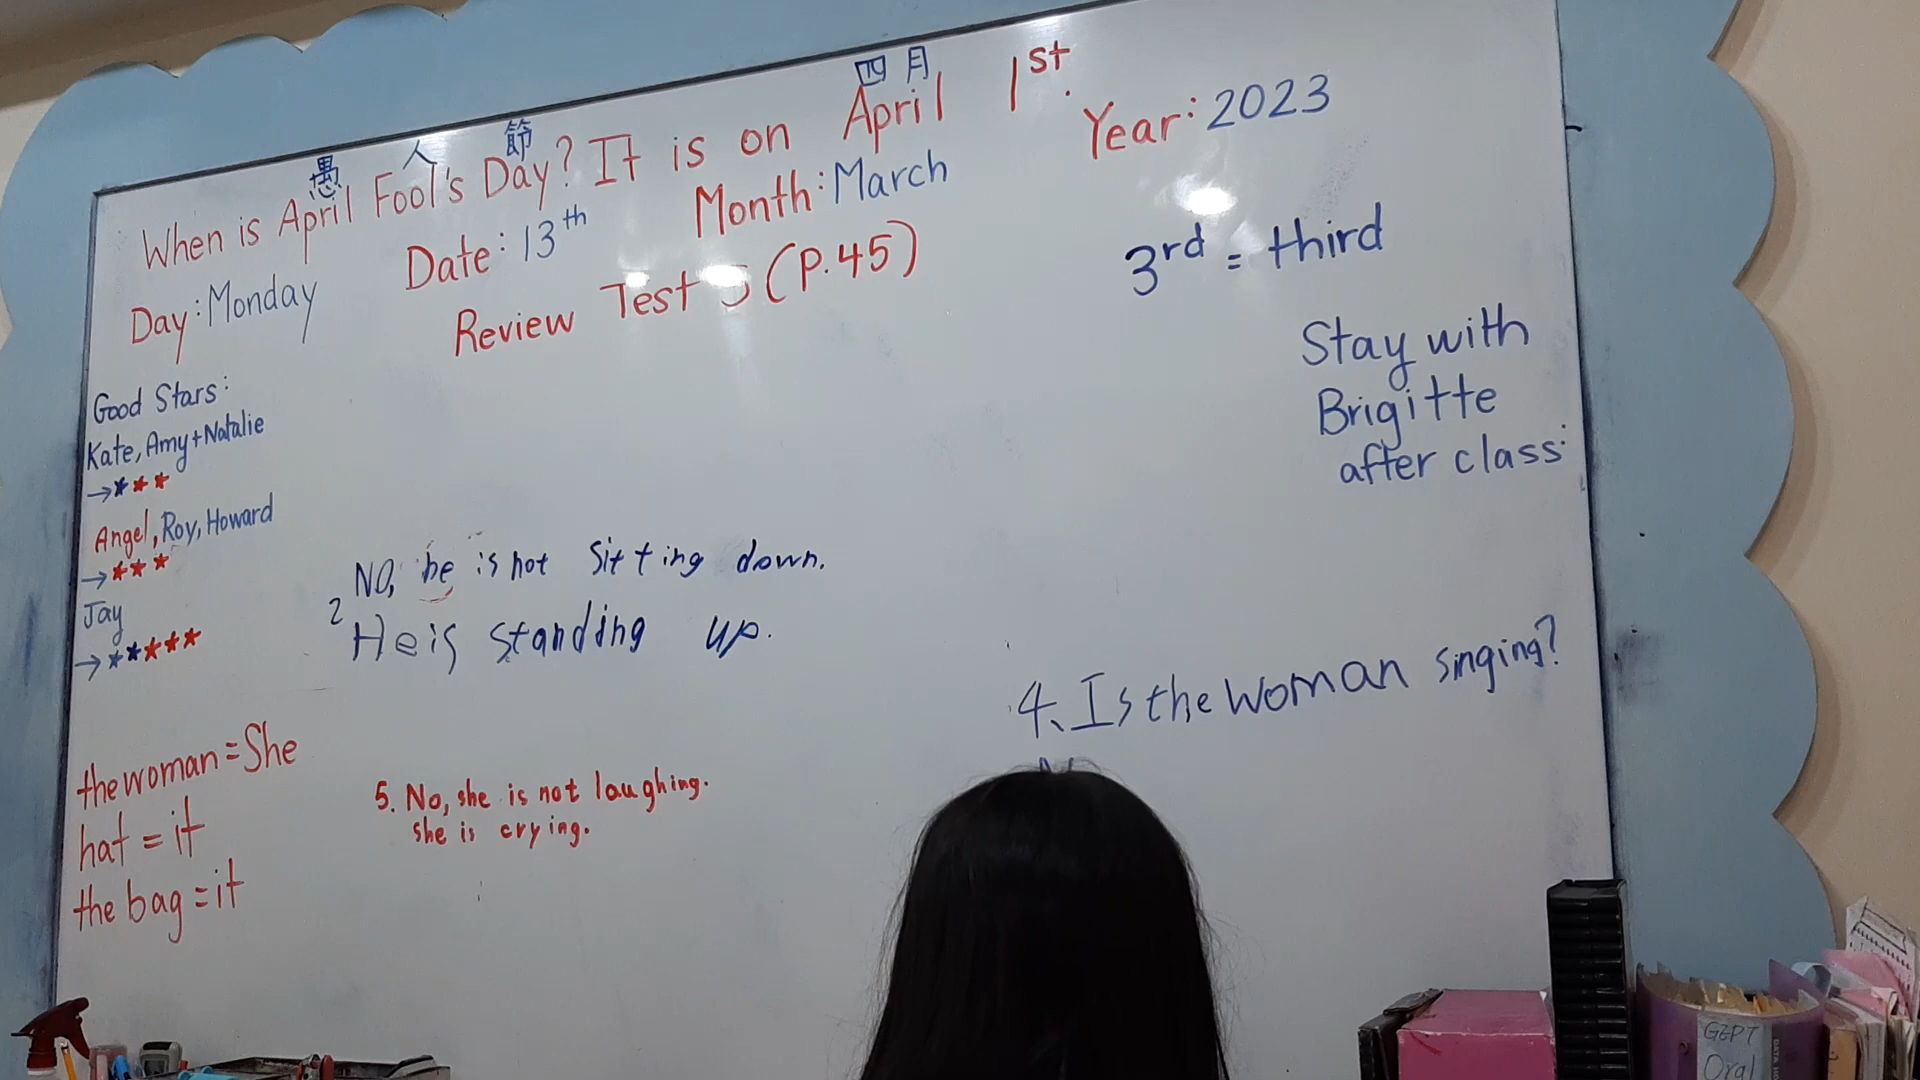 愚 人 節 四月
When is April Fool's Day? It is on April 1st.
Day: Monday Date: 13th Month: March Year: 2023
Review Test 5 (P.45)
3rd = third
Stay with
Brigitte
after class:
Good Stars:
Kate, Amy + Natalie
→★★★
Angel, Roy, Howard
→★★★
Jay
→★★★★★
2 No, he is not sitting down.
He is standing up.
4、Is the woman singing?
the woman = She
hat = it
the bag = it
5. No, she is not laughing.
she is crying.
GEPT
Oral